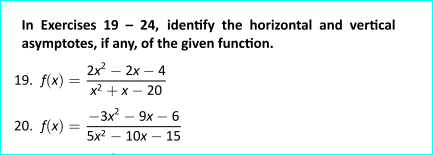 In Exercises 19 – 24, identify the horizontal and vertical
asymptotes, if any, of the given function.
19. f(x) = (2x² – 2x – 4)/(x² + x – 20)
20. f(x) = (–3x² – 9x – 6)/(5x² – 10x – 15)